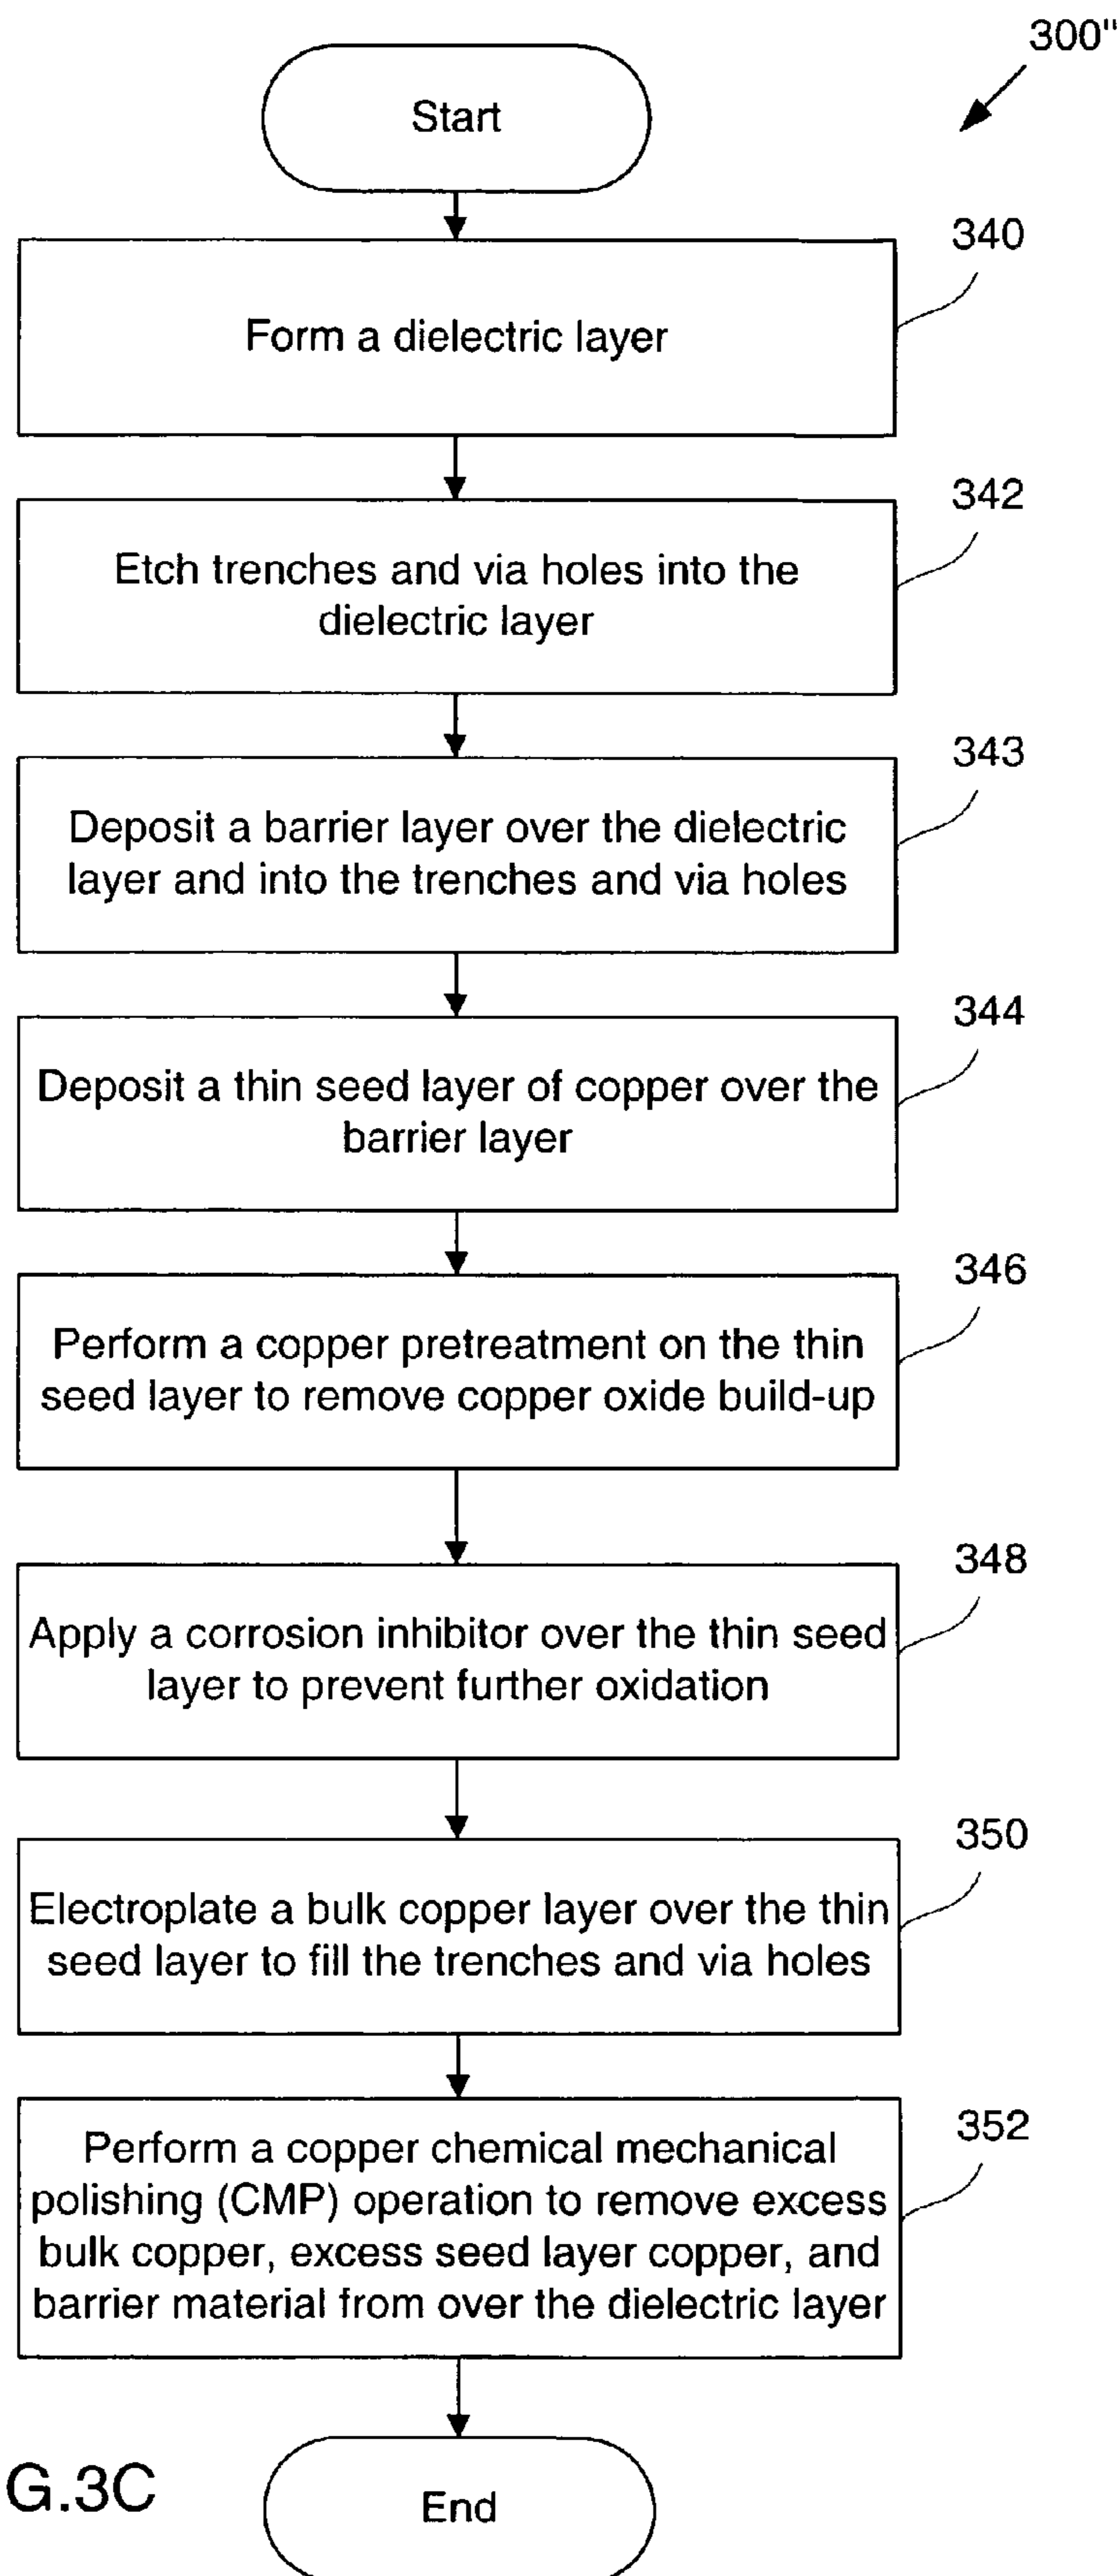 300"
Start
340
Form a dielectric layer
342
Etch trenches and via holes into the
dielectric layer
343
Deposit a barrier layer over the dielectric
layer and into the trenches and via holes
344
Deposit a thin seed layer of copper over the
barrier layer
346
Perform a copper pretreatment on the thin
seed layer to remove copper oxide build-up
348
Apply a corrosion inhibitor over the thin seed
layer to prevent further oxidation
350
Electroplate a bulk copper layer over the thin
seed layer to fill the trenches and via holes
352
Perform a copper chemical mechanical
polishing (CMP) operation to remove excess
bulk copper, excess seed layer copper, and
barrier material from over the dielectric layer
G.3C
End